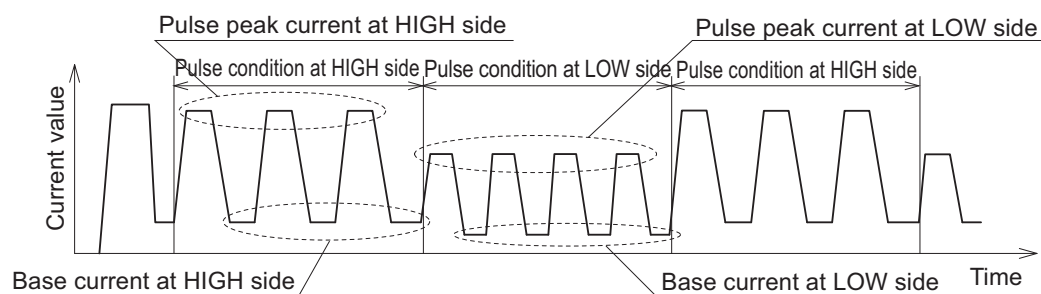 Pulse peak current at HIGH side
Pulse peak current at LOW side
Pulse condition at HIGH side
Pulse condition at LOW side
Pulse condition at HIGH side
Current value
Base current at HIGH side
Base current at LOW side
Time